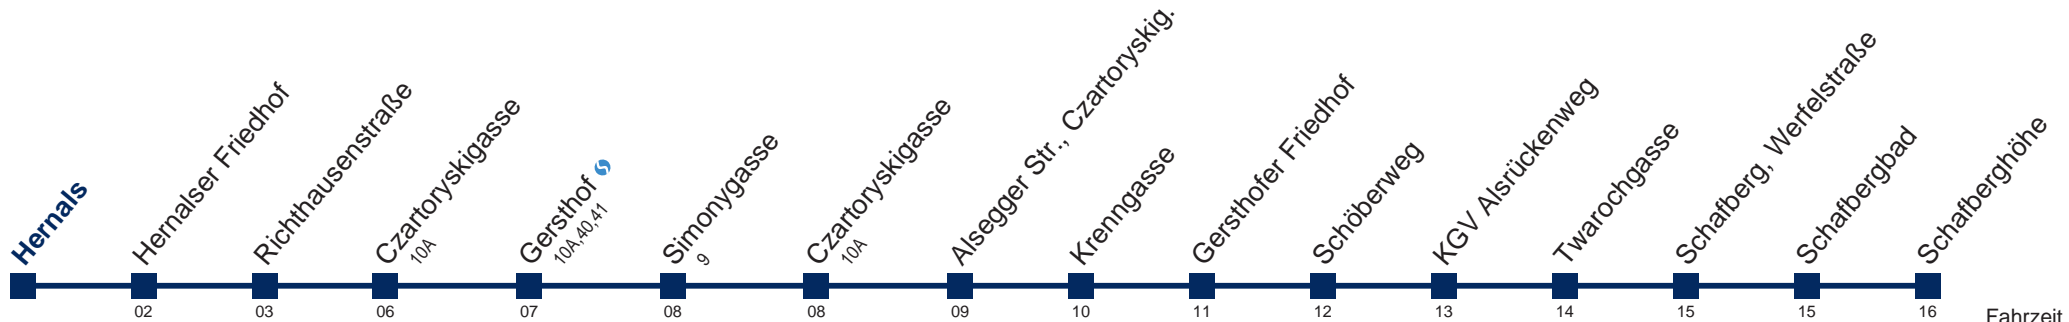 Hernals
Hernalser Friedhof
Richthausenstraße
Czartoryskigasse
10A
Gersthof
10A,40,41
Simonygasse
9
Czartoryskigasse
10A
Alsegger Str., Czartoryskig.
Krenngasse
Gersthofer Friedhof
Schöberweg
KGV Alsrückenweg
Twarochgasse
Schafberg, Werfelstraße
Schafbergbad
Schafberghöhe
02 03 06 07 08 08 09 10 11 12 13 14 15 15 16 Fahrzeit